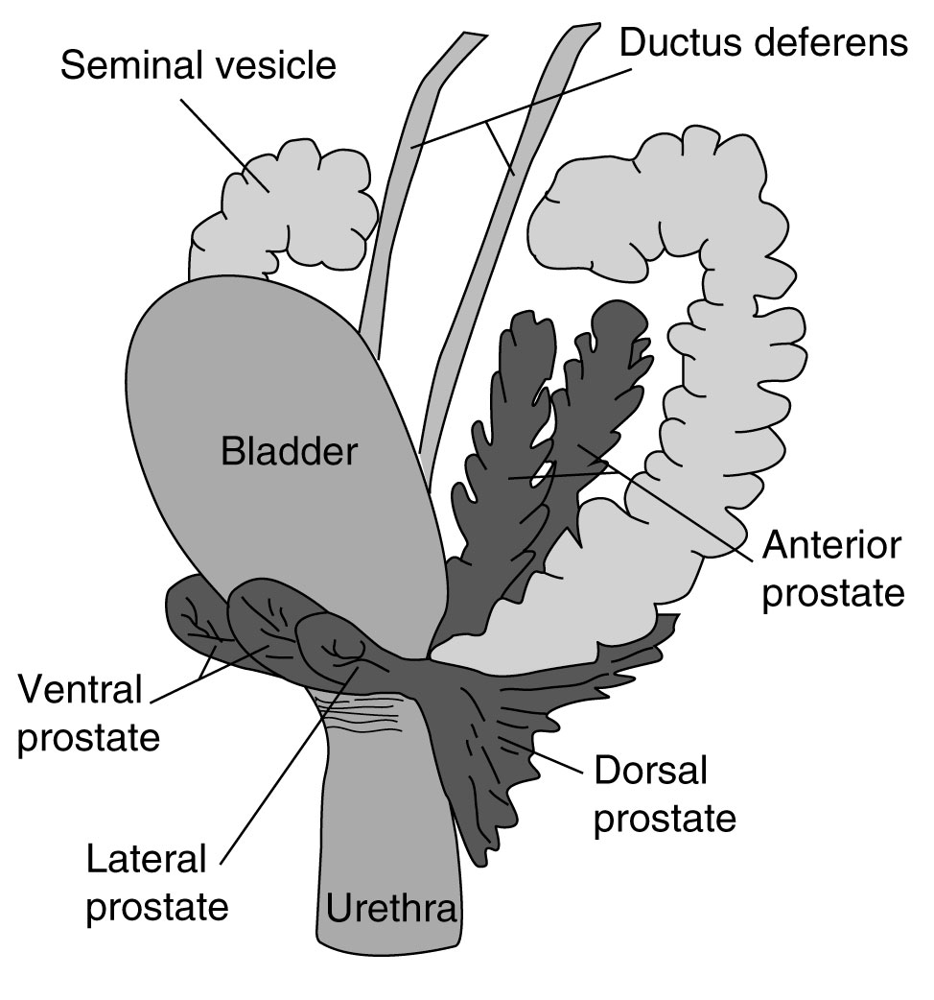 Ductus deferens
Seminal vesicle
Bladder
Anterior
prostate
Ventral
prostate
Dorsal
prostate
Lateral
prostate
Urethra